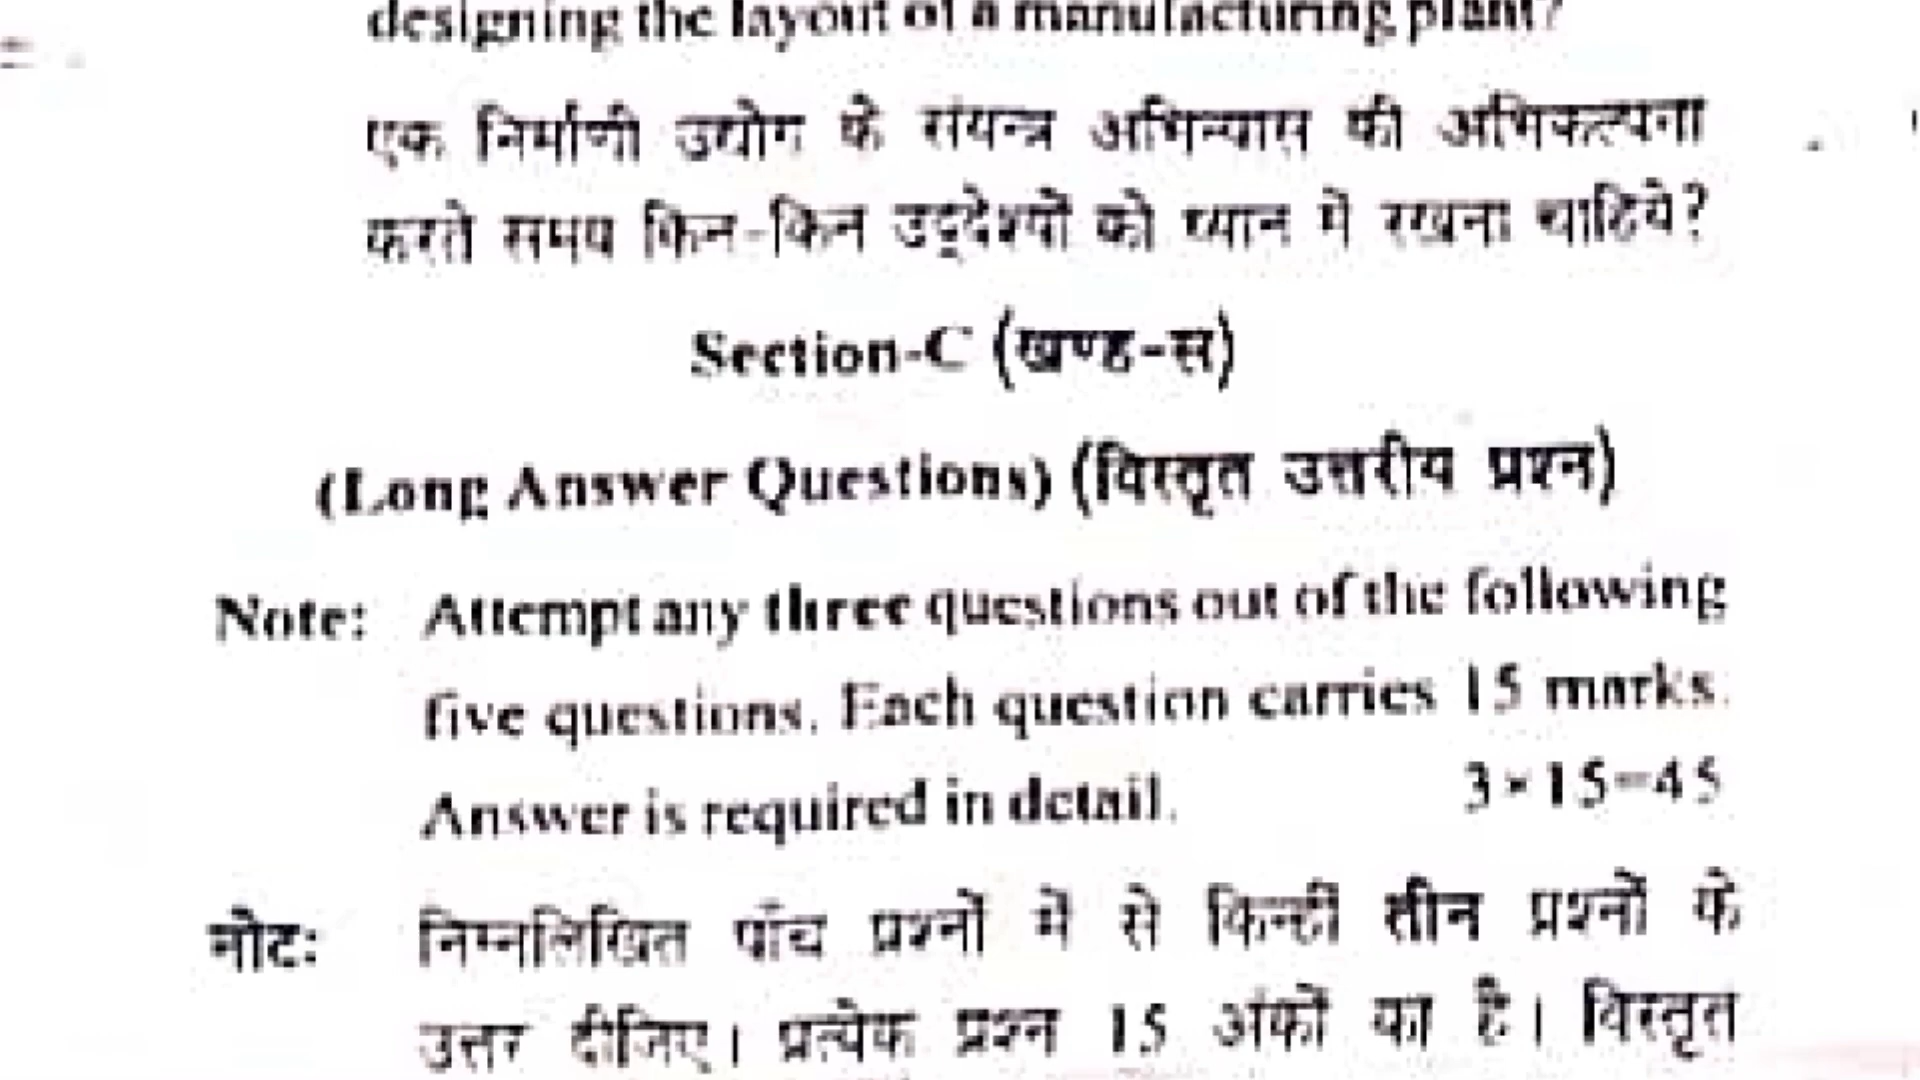 designing the layout of a manufacturing plant?
एक निर्माणी उद्योग के संयन्त्र अभिन्यास की अभिकल्पना
करते समय किन-किन उद्देश्यों को ध्यान में रखना चाहिये?
Section-C (खण्ड-स)
(Long Answer Questions) (विस्तृत उत्तरीय प्रश्न)
Note: Attempt any three questions out of the following
five questions. Each question carries 15 marks.
Answer is required in detail. 3×15=45
नोट: निम्नलिखित पाँच प्रश्नों में से किन्हीं तीन प्रश्नों के
उत्तर दीजिए। प्रत्येक प्रश्न 15 अंकों का है। विस्तृत